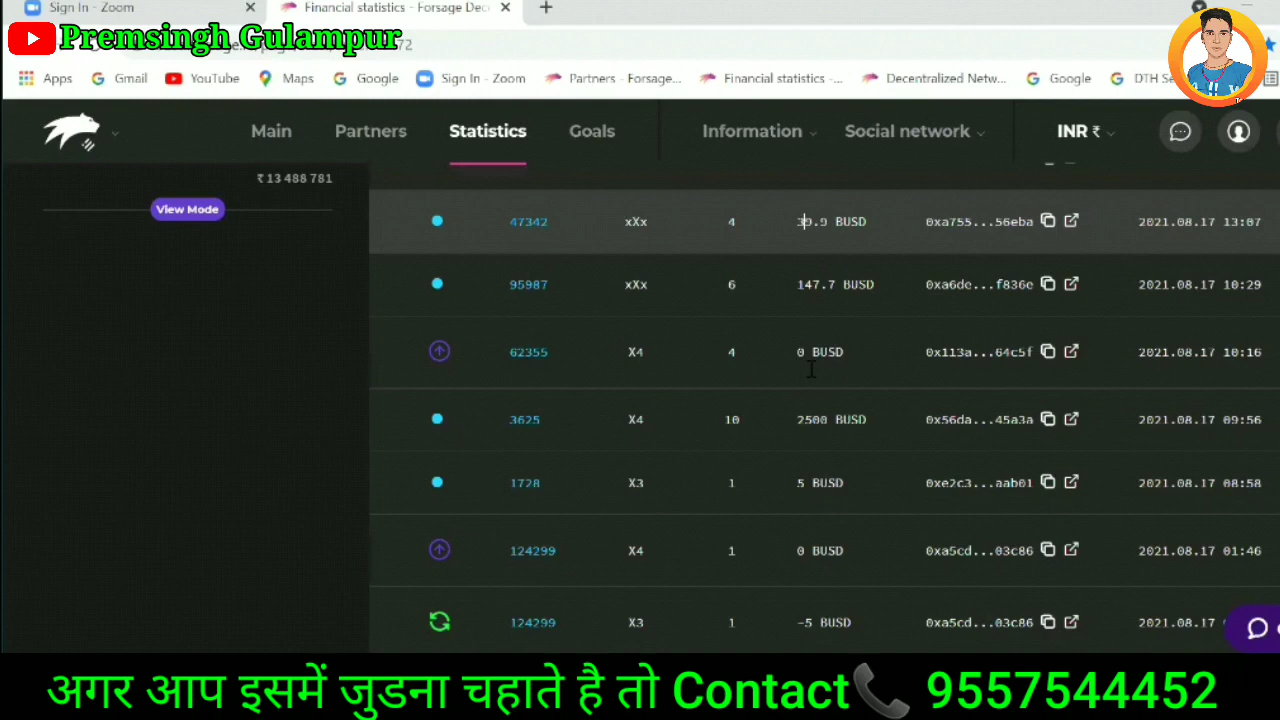 Sign In - Zoom
Financial statistics - Forsage Dec
Premsingh Gulampur
72
Apps Gmail YouTube Maps Google Sign In - Zoom Partners - Forsage... Financial statistics -... Decentralized Netw... Google DTH Se
Main Partners Statistics Goals Information Social network INR ₹
₹ 13 488 781
View Mode
47342 xXx 4 39.9 BUSD 0xa755...56eba 2021.08.17 13:07
95987 xXx 6 147.7 BUSD 0xa6de...f836e 2021.08.17 10:29
62355 X4 4 0 BUSD 0x113a...64c5f 2021.08.17 10:16
3625 X4 10 2500 BUSD 0x56da...45a3a 2021.08.17 09:56
1728 X3 1 5 BUSD 0xe2c3...aab01 2021.08.17 08:58
124299 X4 1 0 BUSD 0xa5cd...03c86 2021.08.17 01:46
124299 X3 1 -5 BUSD 0xa5cd...03c86 2021.08.17
अगर आप इसमें जुडना चहाते है तो Contact 9557544452